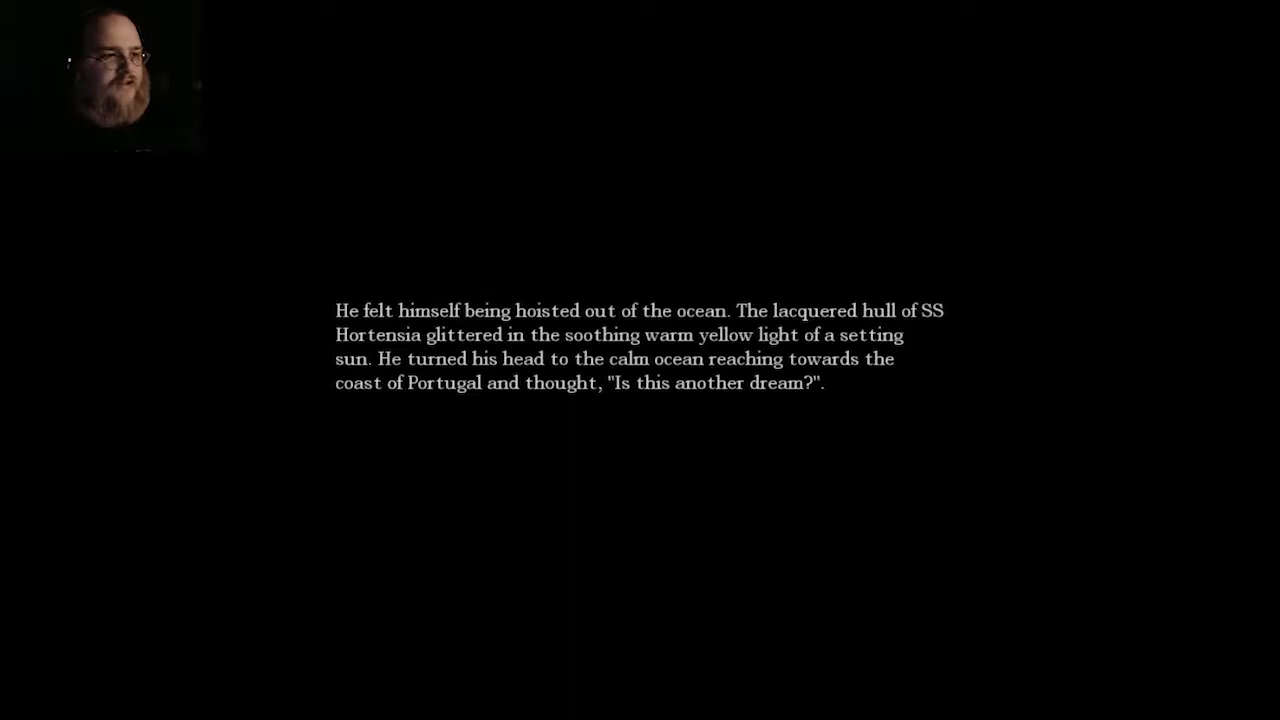 He felt himself being hoisted out of the ocean. The lacquered hull of SS
Hortensia glittered in the soothing warm yellow light of a setting
sun. He turned his head to the calm ocean reaching towards the
coast of Portugal and thought, "Is this another dream?".